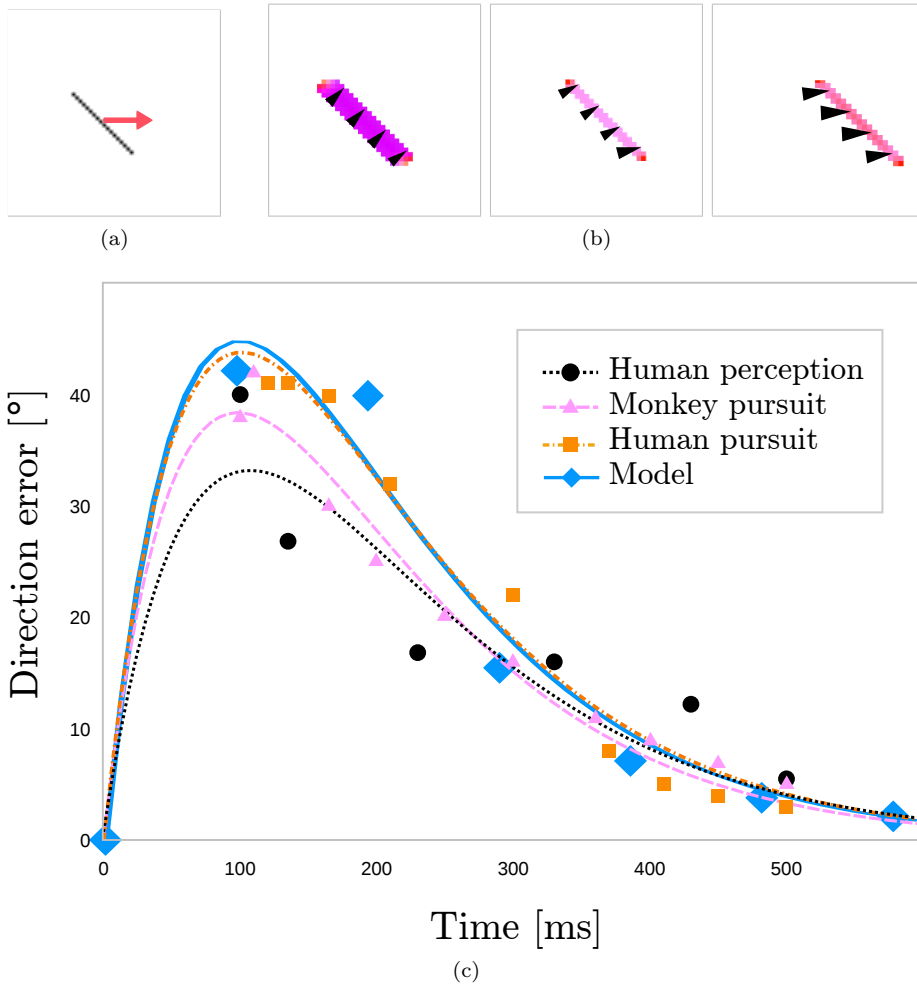 (a)
(b)
Direction error [°]
40
30
20
10
0
Human perception
Monkey pursuit
Human pursuit
Model
0 100 200 300 400 500
Time [ms]
(c)